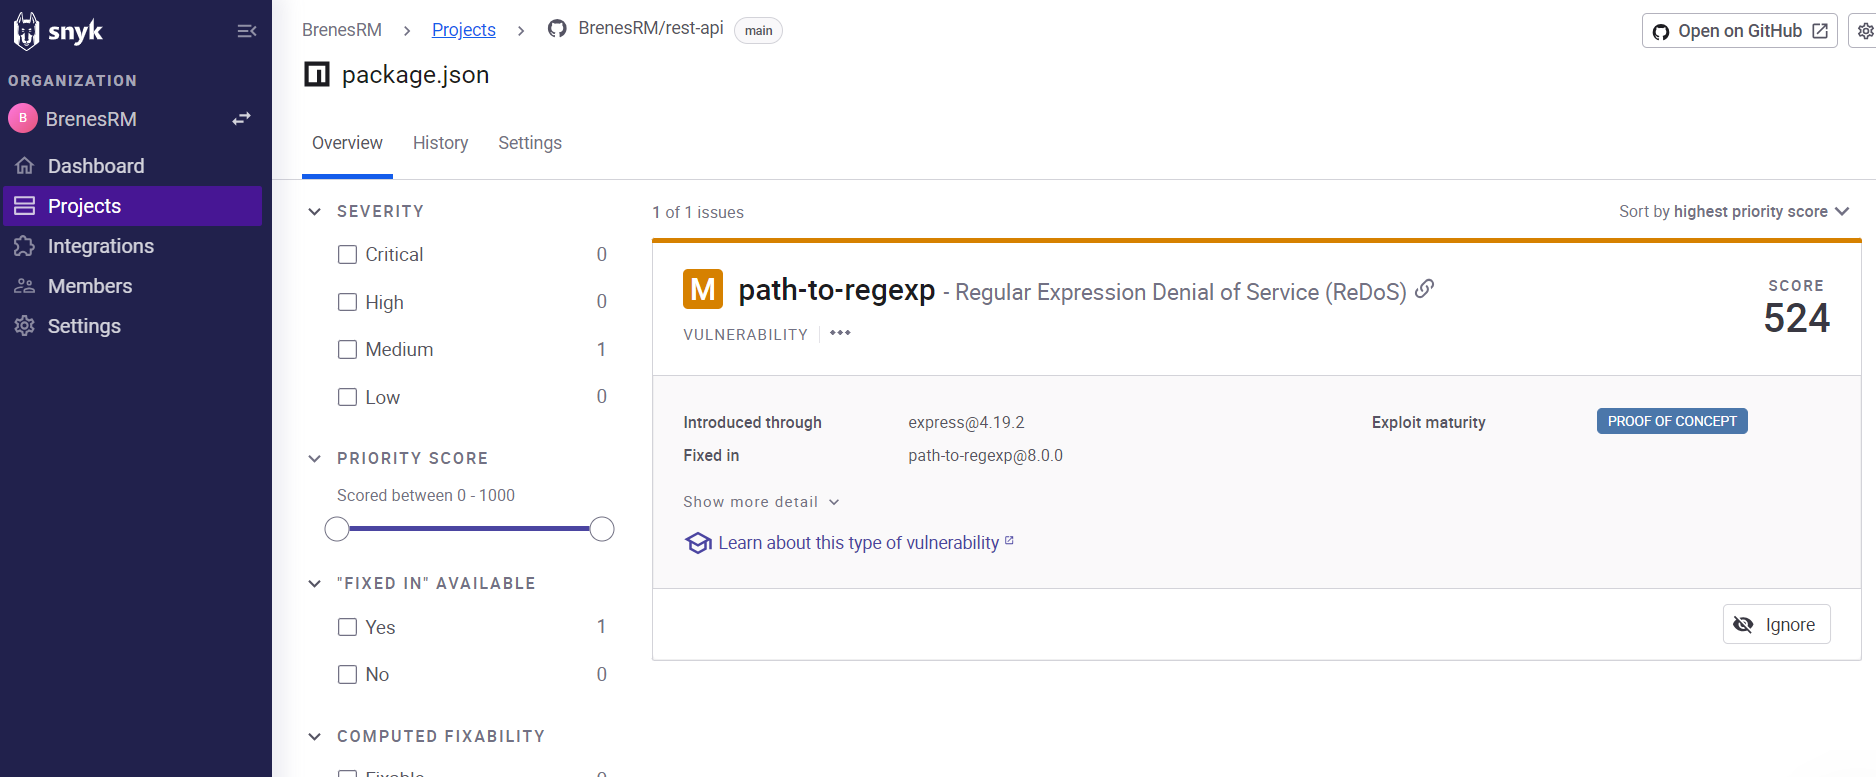 snyk
ORGANIZATION
B BrenesRM
Dashboard
Projects
Integrations
Members
Settings
BrenesRM > Projects > BrenesRM/rest-api main
Open on GitHub
package.json
Overview History Settings
SEVERITY
Critical 0
High 0
Medium 1
Low 0
PRIORITY SCORE
Scored between 0 - 1000
"FIXED IN" AVAILABLE
Yes 1
No 0
COMPUTED FIXABILITY
Fixable 0
1 of 1 issues
Sort by highest priority score
M path-to-regexp - Regular Expression Denial of Service (ReDoS)
VULNERABILITY
SCORE
524
Introduced through express@4.19.2
Exploit maturity PROOF OF CONCEPT
Fixed in path-to-regexp@8.0.0
Show more detail
Learn about this type of vulnerability
Ignore